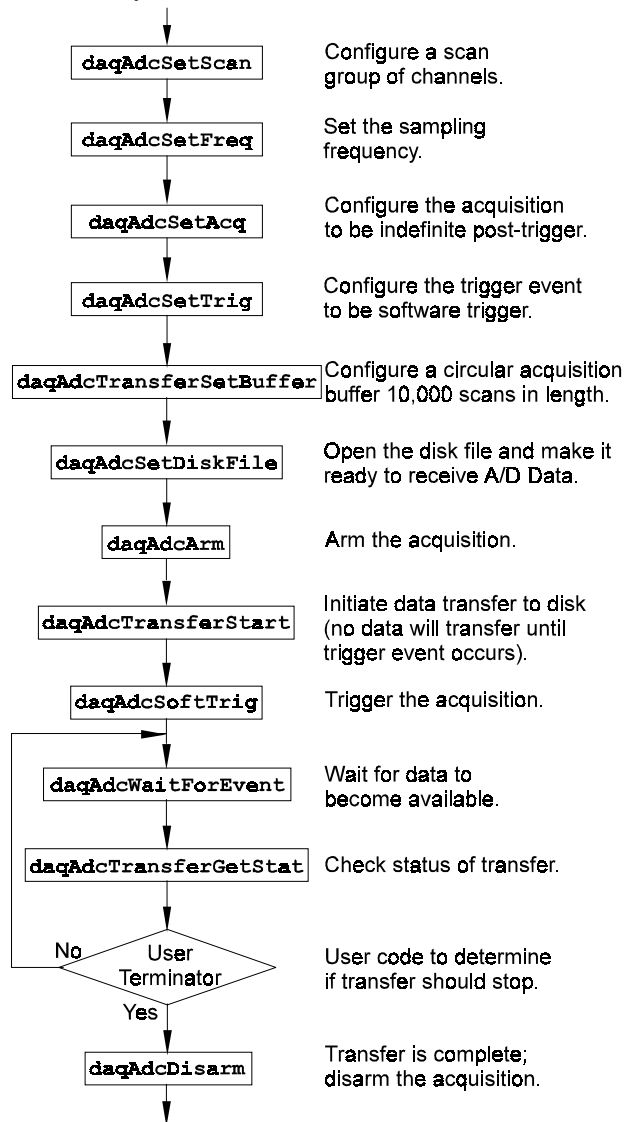 daqAdcSetScan
Configure a scan
group of channels.
daqAdcSetFreq
Set the sampling
frequency.
daqAdcSetAcq
Configure the acquisition
to be indefinite post-trigger.
daqAdcSetTrig
Configure the trigger event
to be software trigger.
daqAdcTransferSetBuffer
Configure a circular acquisition
buffer 10,000 scans in length.
daqAdcSetDiskFile
Open the disk file and make it
ready to receive A/D Data.
daqAdcArm
Arm the acquisition.
daqAdcTransferStart
Initiate data transfer to disk
(no data will transfer until
trigger event occurs).
daqAdcSoftTrig
Trigger the acquisition.
daqAdcWaitForEvent
Wait for data to
become available.
daqAdcTransferGetStat
Check status of transfer.
No
User
Terminator
User code to determine
if transfer should stop.
Yes
daqAdcDisarm
Transfer is complete;
disarm the acquisition.